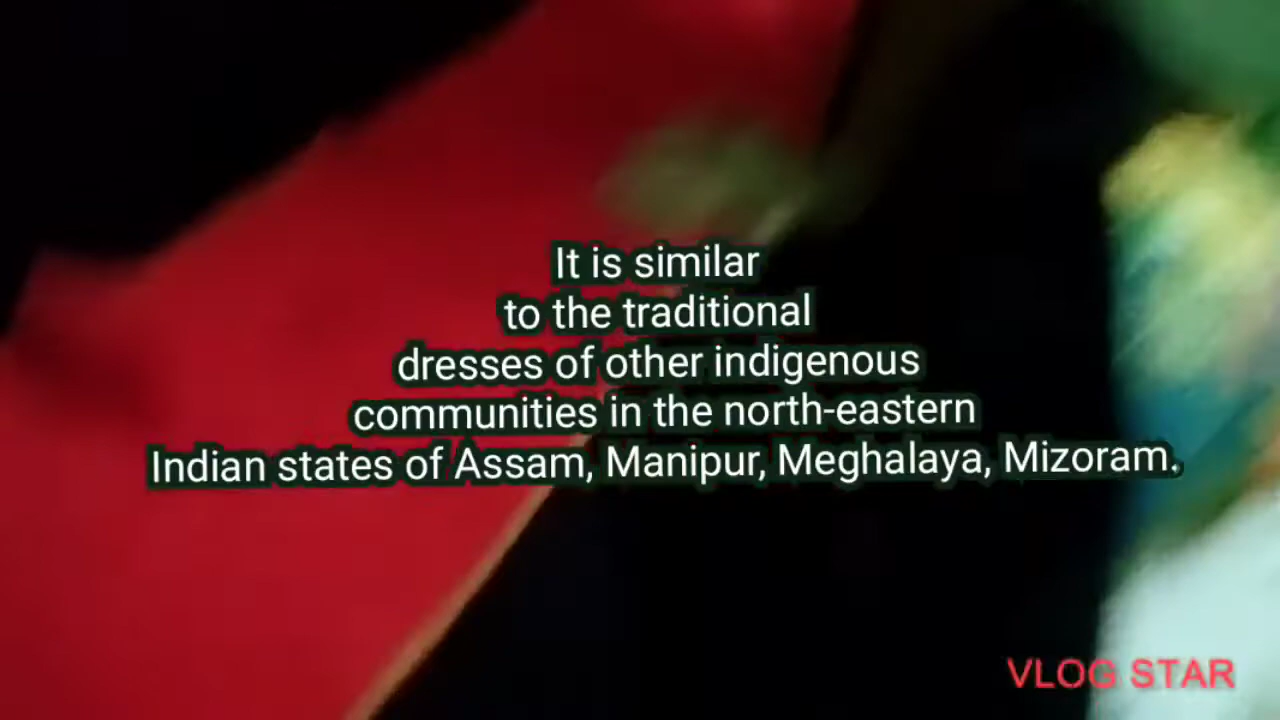 It is similar
to the traditional
dresses of other indigenous
communities in the north-eastern
Indian states of Assam, Manipur, Meghalaya, Mizoram.
VLOG STAR